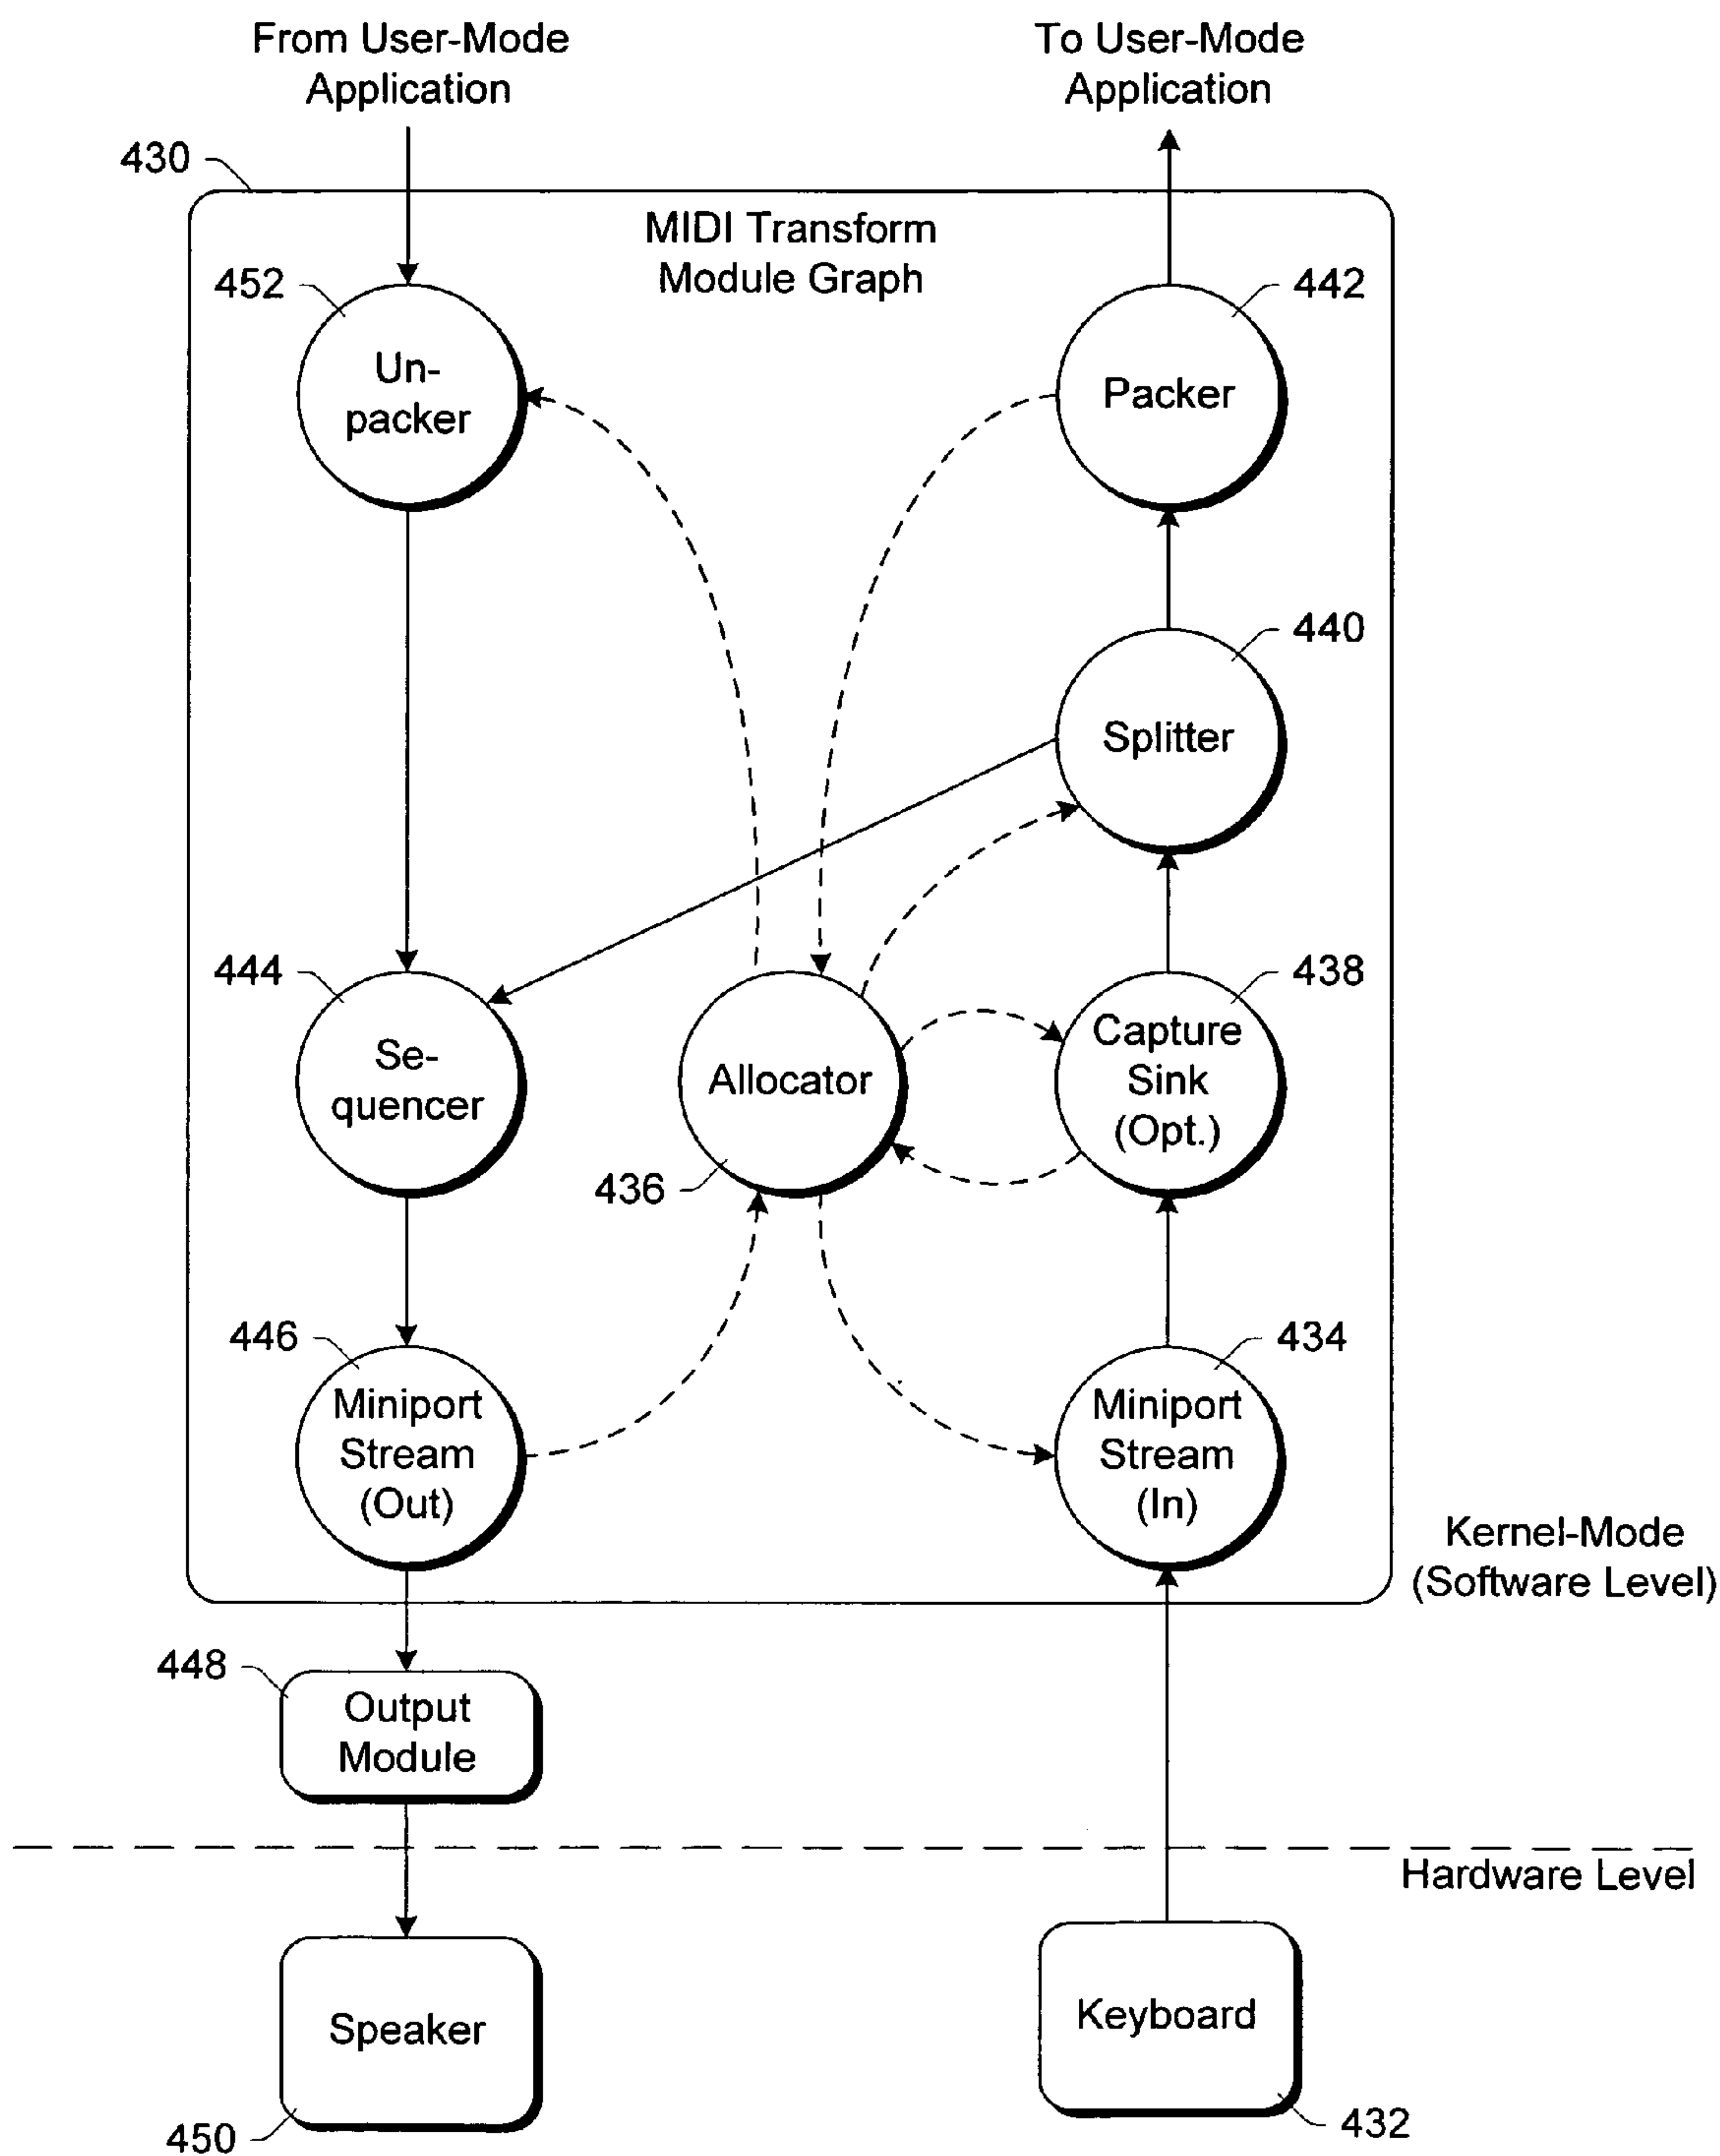 From User-Mode
Application
To User-Mode
Application
430
MIDI Transform
Module Graph
452
Un-
packer
442
Packer
440
Splitter
444
Se-
quencer
436
Allocator
438
Capture
Sink
(Opt.)
446
Miniport
Stream
(Out)
434
Miniport
Stream
(In)
Kernel-Mode
(Software Level)
448
Output
Module
Hardware Level
Speaker
450
Keyboard
432